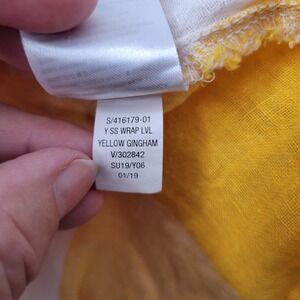 S/416179-01
Y SS WRAP LVL
YELLOW GINGHAM
V/302842
SU19/Y06
01/19